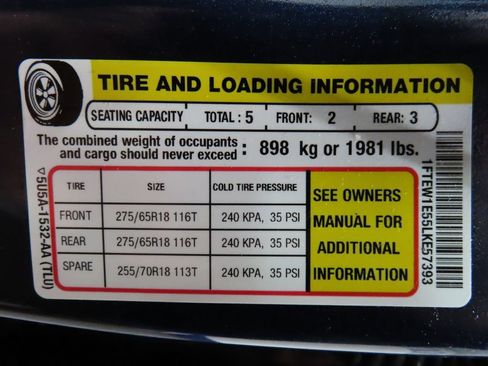 TIRE AND LOADING INFORMATION
SEATING CAPACITY TOTAL : 5 FRONT: 2 REAR: 3
The combined weight of occupants
and cargo should never exceed : 898 kg or 1981 lbs.
TIRE SIZE COLD TIRE PRESSURE
FRONT 275/65R18 116T 240 KPA, 35 PSI
REAR 275/65R18 116T 240 KPA, 35 PSI
SPARE 255/70R18 113T 240 KPA, 35 PSI
SEE OWNERS
MANUAL FOR
ADDITIONAL
INFORMATION
5U5A-1532-AA (TLU)
1FTEW1E55LKE57393